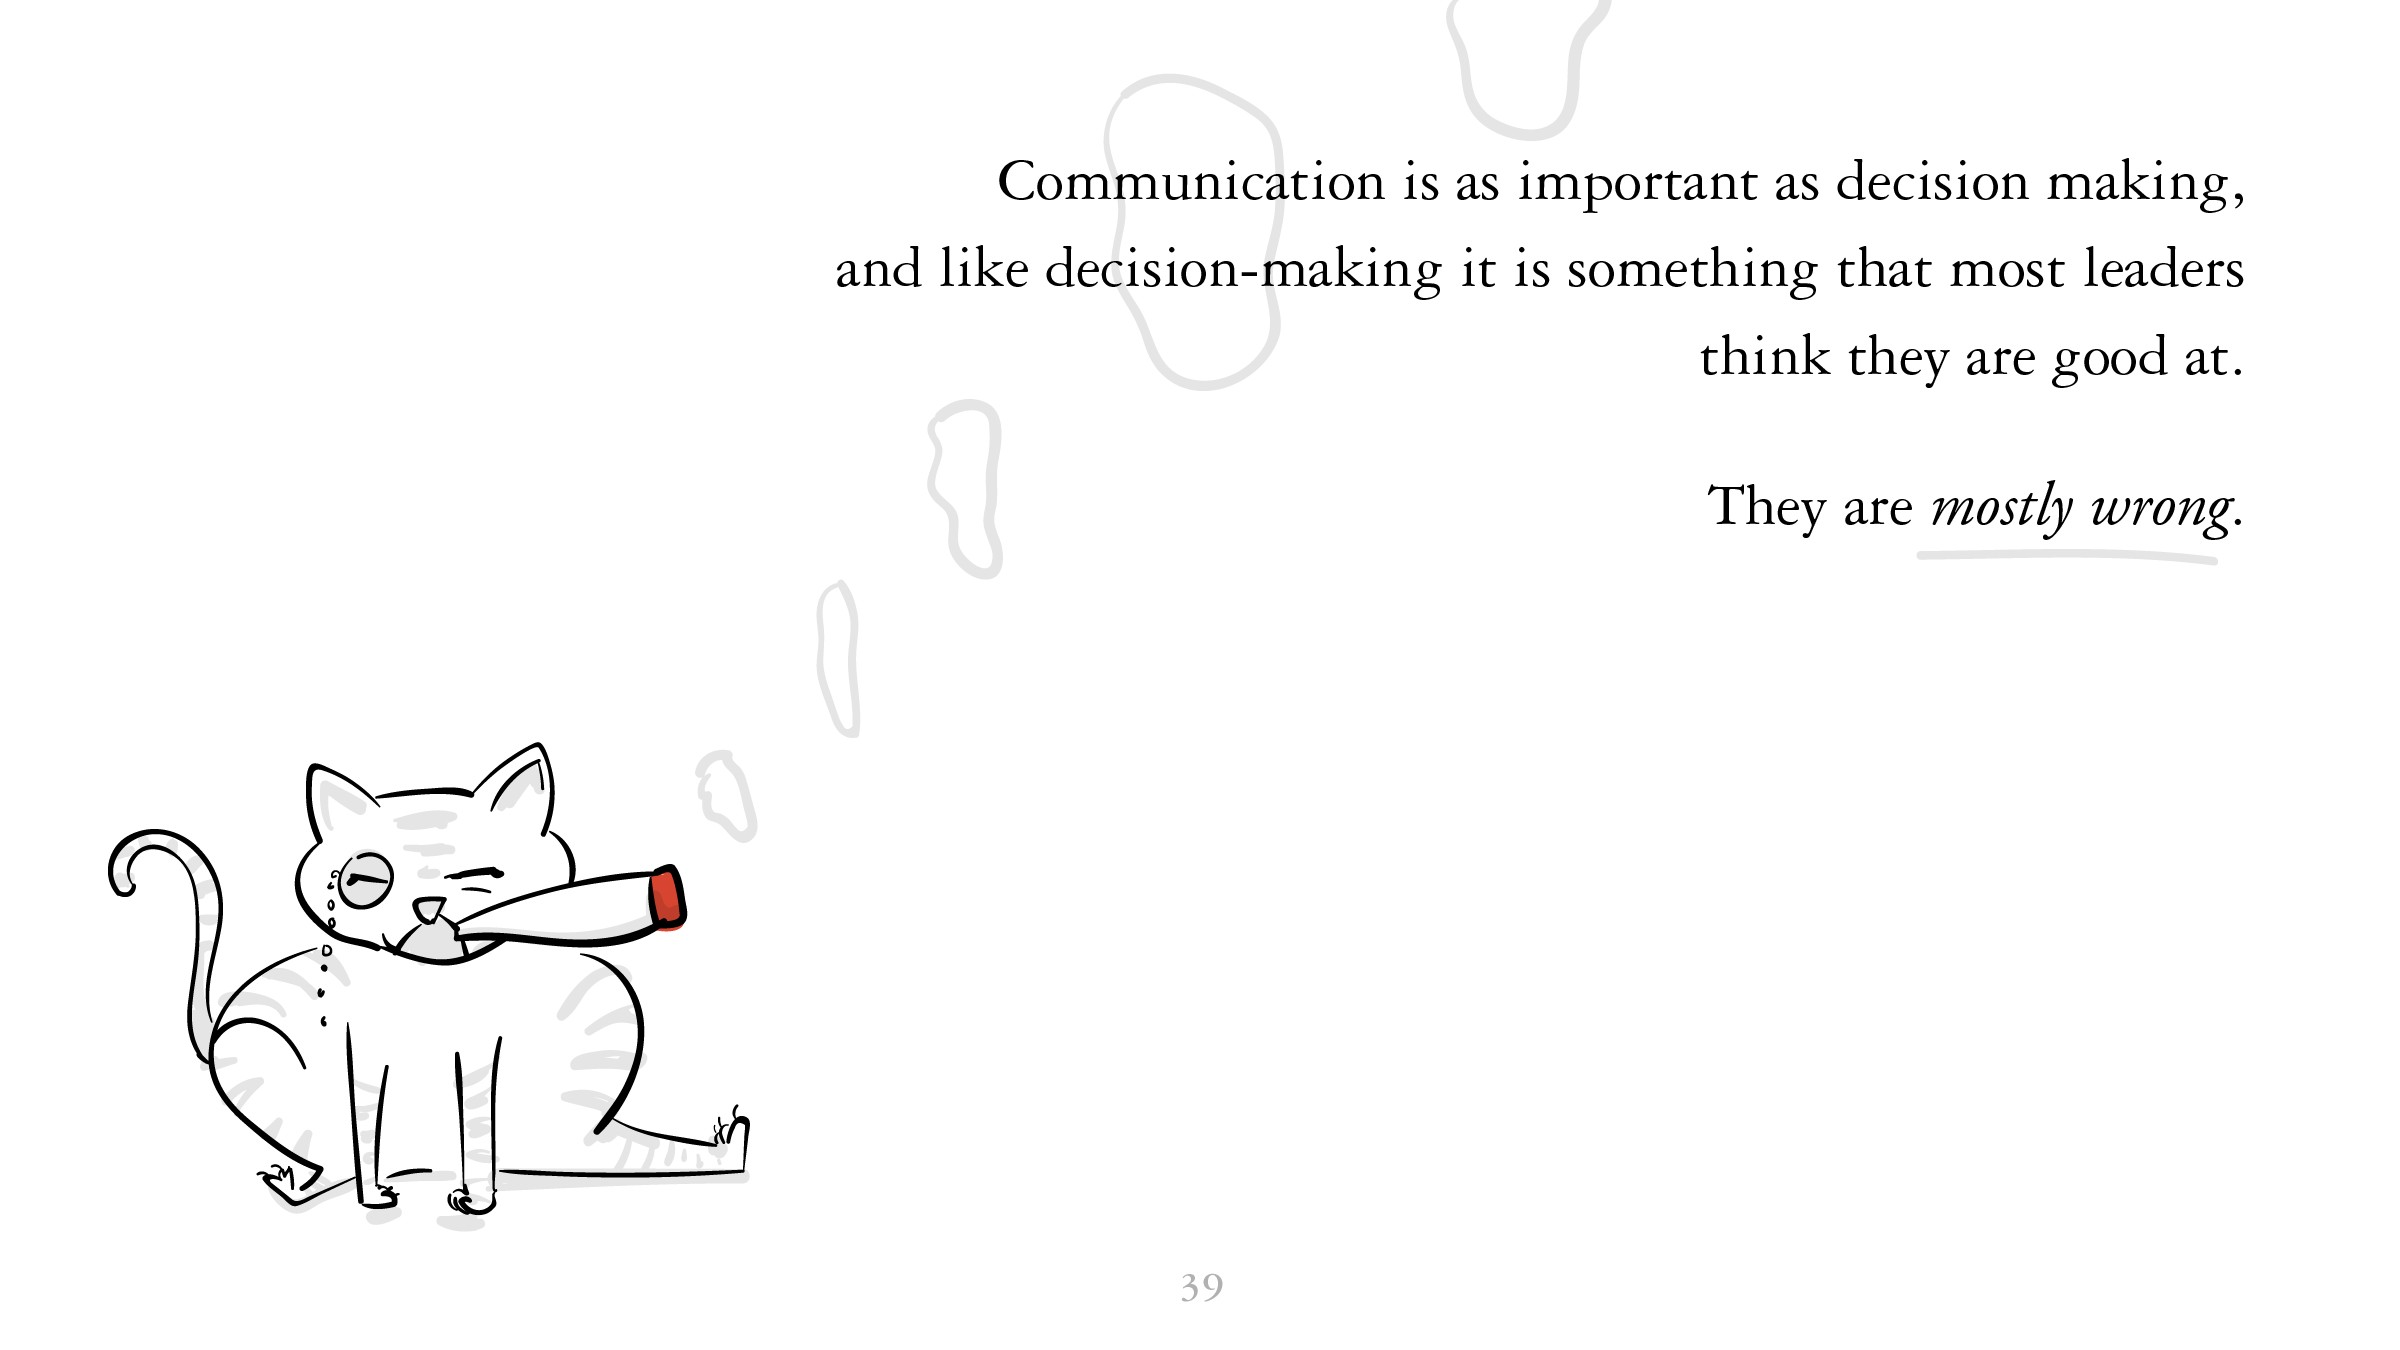 Communication is as important as decision making,
and like decision-making it is something that most leaders
think they are good at.
They are mostly wrong.
39